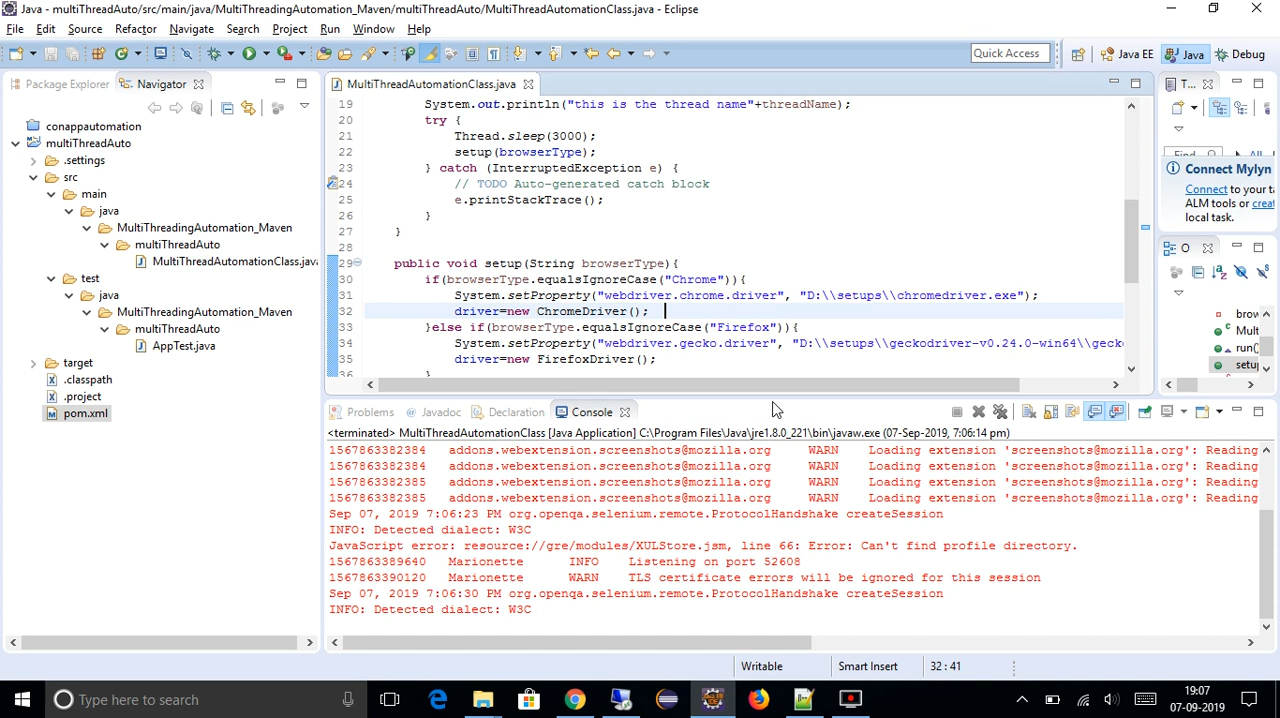 Java - multiThreadAuto/src/main/java/MultiThreadingAutomation_Maven/multiThreadAuto/MultiThreadAutomationClass.java - Eclipse
File Edit Source Refactor Navigate Search Project Run Window Help
Quick Access
Java EE
Java
Debug
Package Explorer
Navigator
conappautomation
multiThreadAuto
.settings
src
main
java
MultiThreadingAutomation_Maven
multiThreadAuto
MultiThreadAutomationClass.java
test
java
MultiThreadingAutomation_Maven
multiThreadAuto
AppTest.java
target
.classpath
.project
pom.xml
MultiThreadAutomationClass.java
19 System.out.println("this is the thread name"+threadName);
20 try {
21 Thread.sleep(3000);
22 setup(browserType);
23 } catch (InterruptedException e) {
24 // TODO Auto-generated catch block
25 e.printStackTrace();
26 }
27 }
28
29 public void setup(String browserType){
30 if(browserType.equalsIgnoreCase("Chrome")){
31 System.setProperty("webdriver.chrome.driver", "D:\\setups\\chromedriver.exe");
32 driver=new ChromeDriver();
33 }else if(browserType.equalsIgnoreCase("Firefox")){
34 System.setProperty("webdriver.gecko.driver", "D:\\setups\\geckodriver-v0.24.0-win64\\geck
35 driver=new FirefoxDriver();
36 }
T...
Find
All
Connect Mylyn
Connect to your ta
ALM tools or creat
local task.
O
brow
Mult
run()
setup
Problems
Javadoc
Declaration
Console
<terminated> MultiThreadAutomationClass [Java Application] C:\Program Files\Java\jre1.8.0_221\bin\javaw.exe (07-Sep-2019, 7:06:14 pm)
1567863382384 addons.webextension.screenshots@mozilla.org WARN Loading extension 'screenshots@mozilla.org': Reading
1567863382384 addons.webextension.screenshots@mozilla.org WARN Loading extension 'screenshots@mozilla.org': Reading
1567863382385 addons.webextension.screenshots@mozilla.org WARN Loading extension 'screenshots@mozilla.org': Reading
1567863382385 addons.webextension.screenshots@mozilla.org WARN Loading extension 'screenshots@mozilla.org': Reading
Sep 07, 2019 7:06:23 PM org.openqa.selenium.remote.ProtocolHandshake createSession
INFO: Detected dialect: W3C
JavaScript error: resource://gre/modules/XULStore.jsm, line 66: Error: Can't find profile directory.
1567863389640 Marionette INFO Listening on port 52608
1567863390120 Marionette WARN TLS certificate errors will be ignored for this session
Sep 07, 2019 7:06:30 PM org.openqa.selenium.remote.ProtocolHandshake createSession
INFO: Detected dialect: W3C
Writable
Smart Insert
32 : 41
Type here to search
19:07
07-09-2019